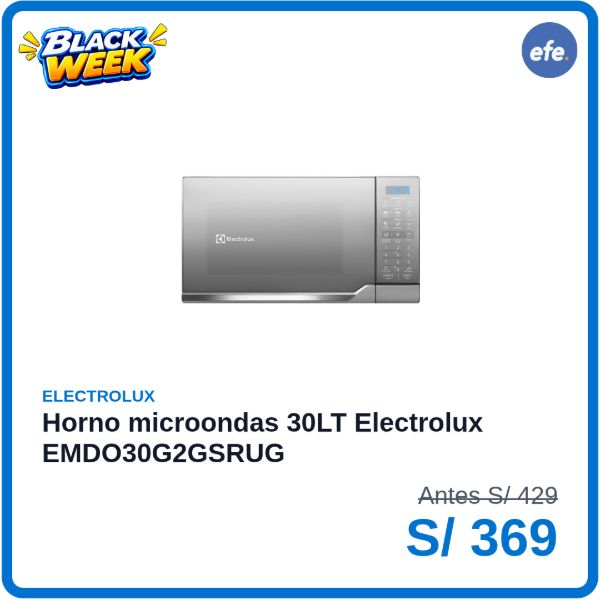 BLACK
WEEK
efe.
Electrolux
ELECTROLUX
Horno microondas 30LT Electrolux
EMDO30G2GSRUG
Antes S/ 429
S/ 369